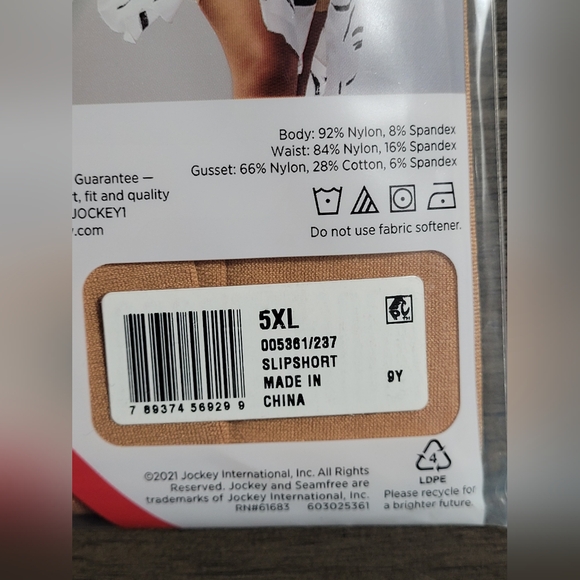 Body: 92% Nylon, 8% Spandex
Waist: 84% Nylon, 16% Spandex
Gusset: 66% Nylon, 28% Cotton, 6% Spandex
Guarantee —
t, fit and quality
JOCKEY1
.com
Do not use fabric softener.
5XL
005361/237
SLIPSHORT
MADE IN
CHINA
9Y
7 89374 56929 9
4
LDPE
Please recycle for
a brighter future.
©2021 Jockey International, Inc. All Rights
Reserved. Jockey and Seamfree are
trademarks of Jockey International, Inc.
RN#61683 603025361